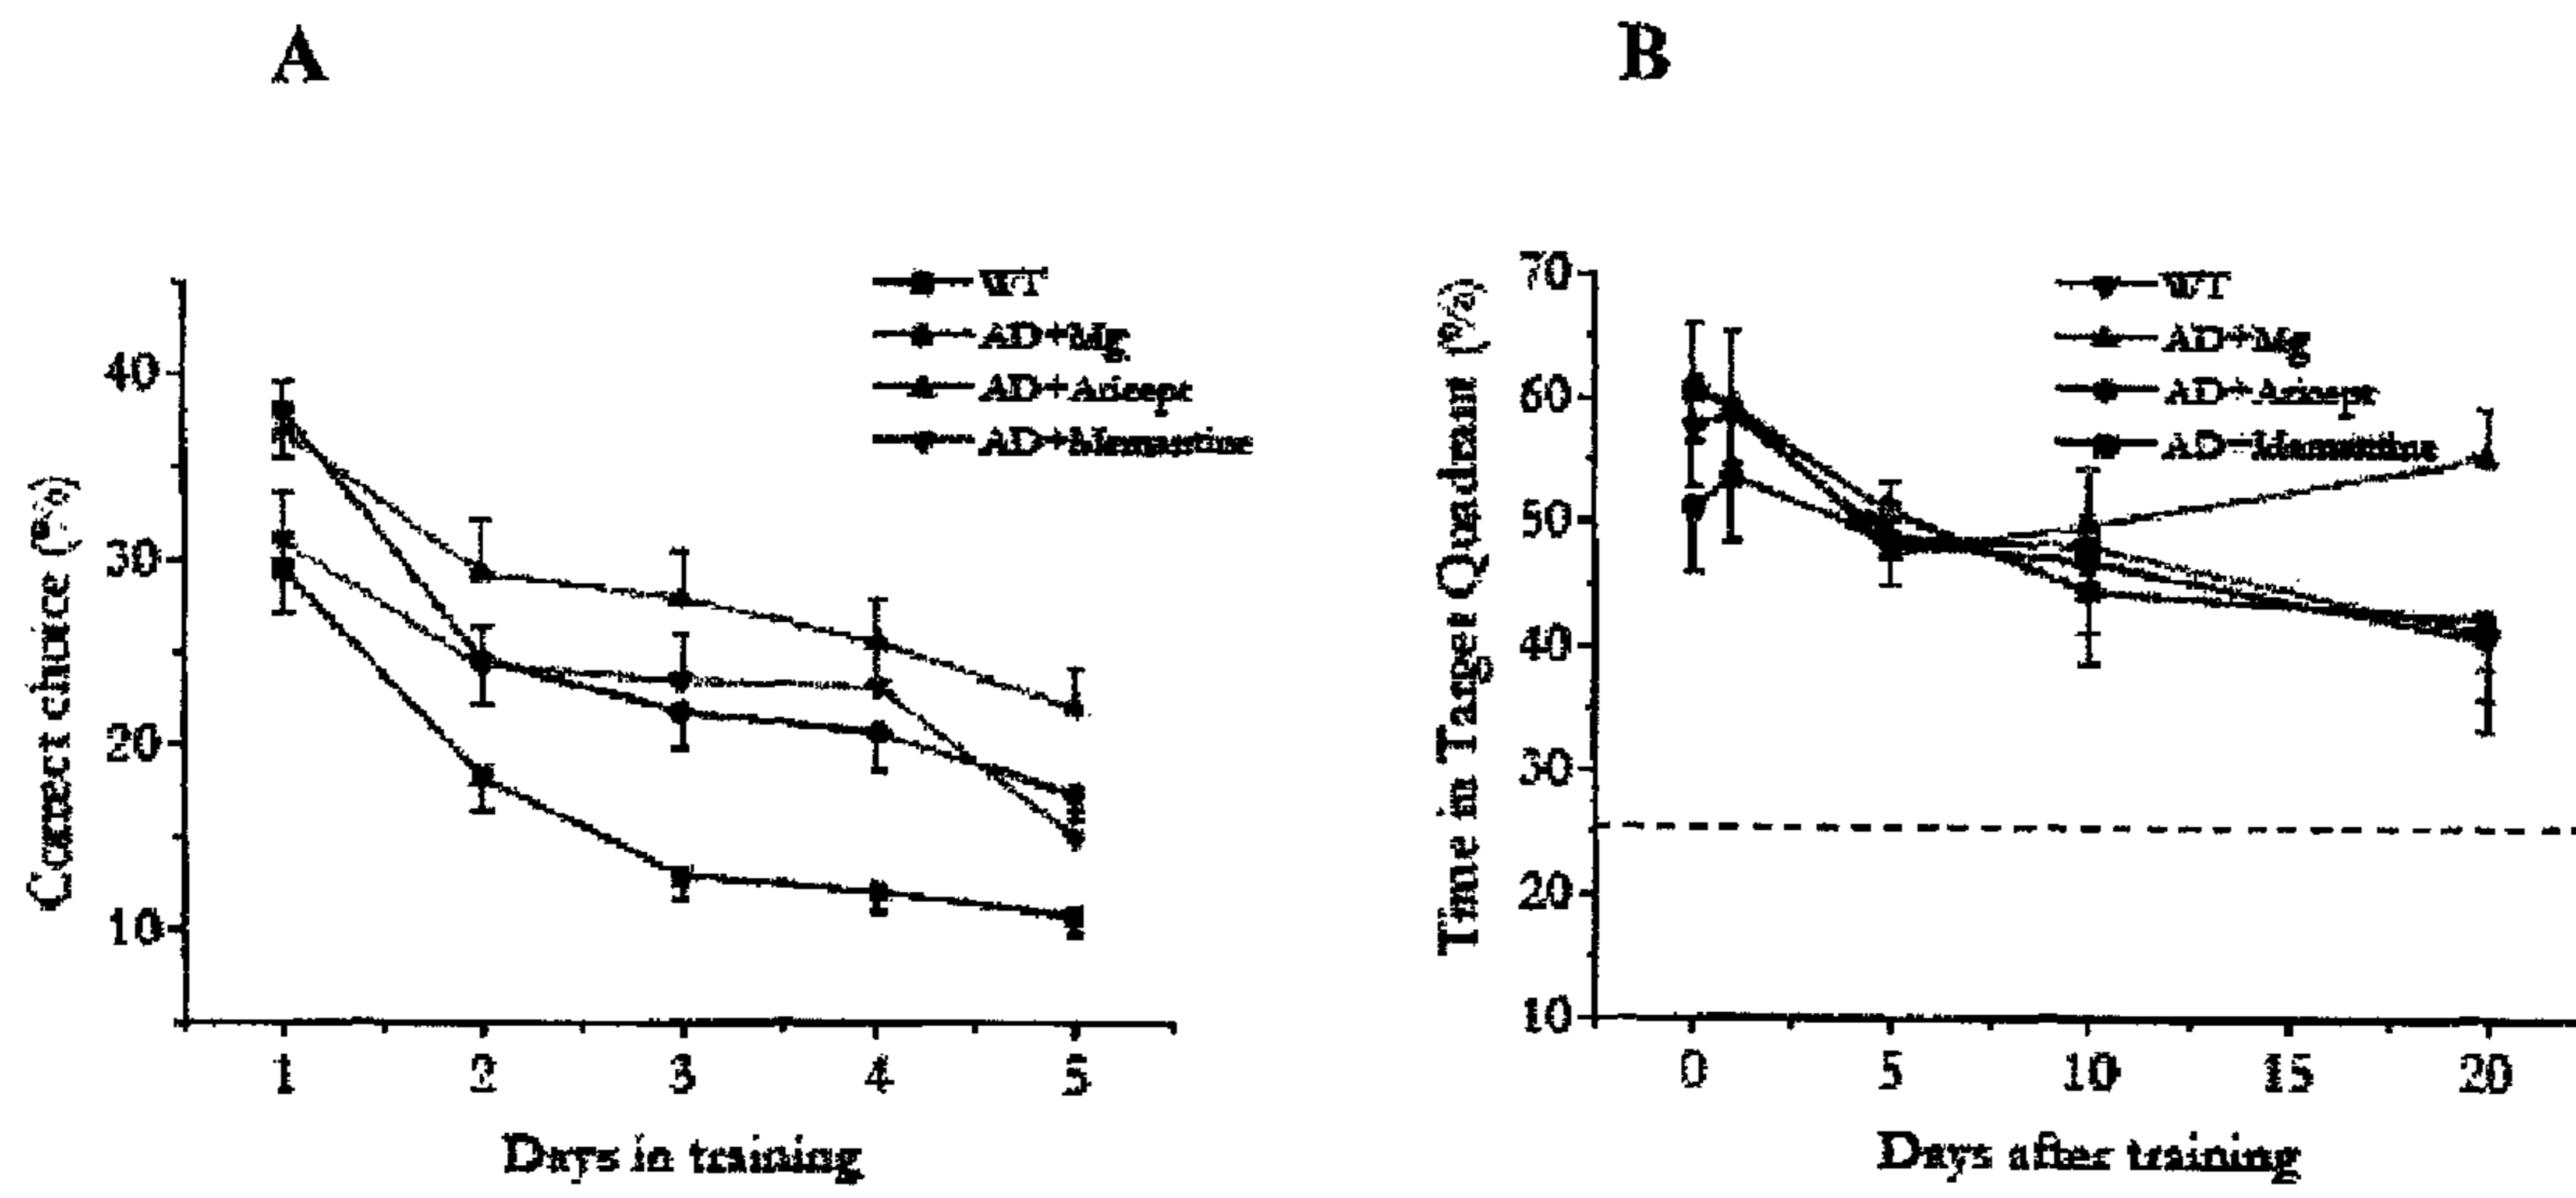 A
B
WT
AD+Mg
AD+Aricept
AD+Memantine
40
30
20
10
Correct choice (%)
1 2 3 4 5
Days in training
WT
AD+Mg
AD+Aricept
AD+Memantine
70
60
50
40
30
20
10
Time in Target Quadrant (%)
0 5 10 15 20
Days after training